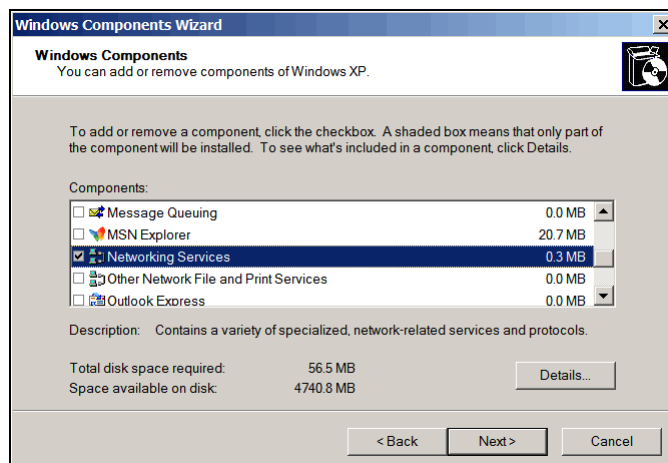 Windows Components Wizard
Windows Components
You can add or remove components of Windows XP.
To add or remove a component, click the checkbox. A shaded box means that only part of
the component will be installed. To see what's included in a component, click Details.
Components:
Message Queuing 0.0 MB
MSN Explorer 20.7 MB
Networking Services 0.3 MB
Other Network File and Print Services 0.0 MB
Outlook Express 0.0 MB
Description: Contains a variety of specialized, network-related services and protocols.
Total disk space required: 56.5 MB
Space available on disk: 4740.8 MB
Details...
< Back Next > Cancel